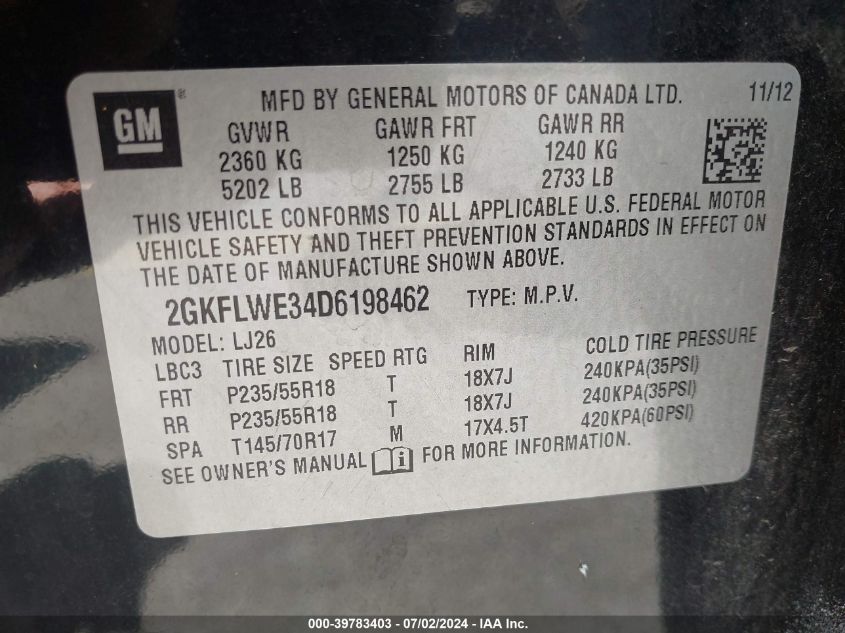 GM ® MFD BY GENERAL MOTORS OF CANADA LTD. 11/12
GVWR GAWR FRT GAWR RR
2360 KG 1250 KG 1240 KG
5202 LB 2755 LB 2733 LB
THIS VEHICLE CONFORMS TO ALL APPLICABLE U.S. FEDERAL MOTOR
VEHICLE SAFETY AND THEFT PREVENTION STANDARDS IN EFFECT ON
THE DATE OF MANUFACTURE SHOWN ABOVE.
2GKFLWE34D6198462 TYPE: M.P.V.
MODEL: LJ26
LBC3 TIRE SIZE SPEED RTG RIM COLD TIRE PRESSURE
FRT P235/55R18 T 18X7J 240KPA(35PSI)
RR P235/55R18 T 18X7J 240KPA(35PSI)
SPA T145/70R17 M 17X4.5T 420KPA(60PSI)
SEE OWNER'S MANUAL i FOR MORE INFORMATION.
000-39783403 - 07/02/2024 - IAAI.Inc.